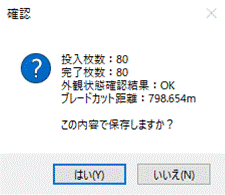 確認
投入枚数：80
完了枚数：80
外観状態確認結果：OK
ブレードカット距離：798.654m
この内容で保存しますか？
はい(Y)
いいえ(N)